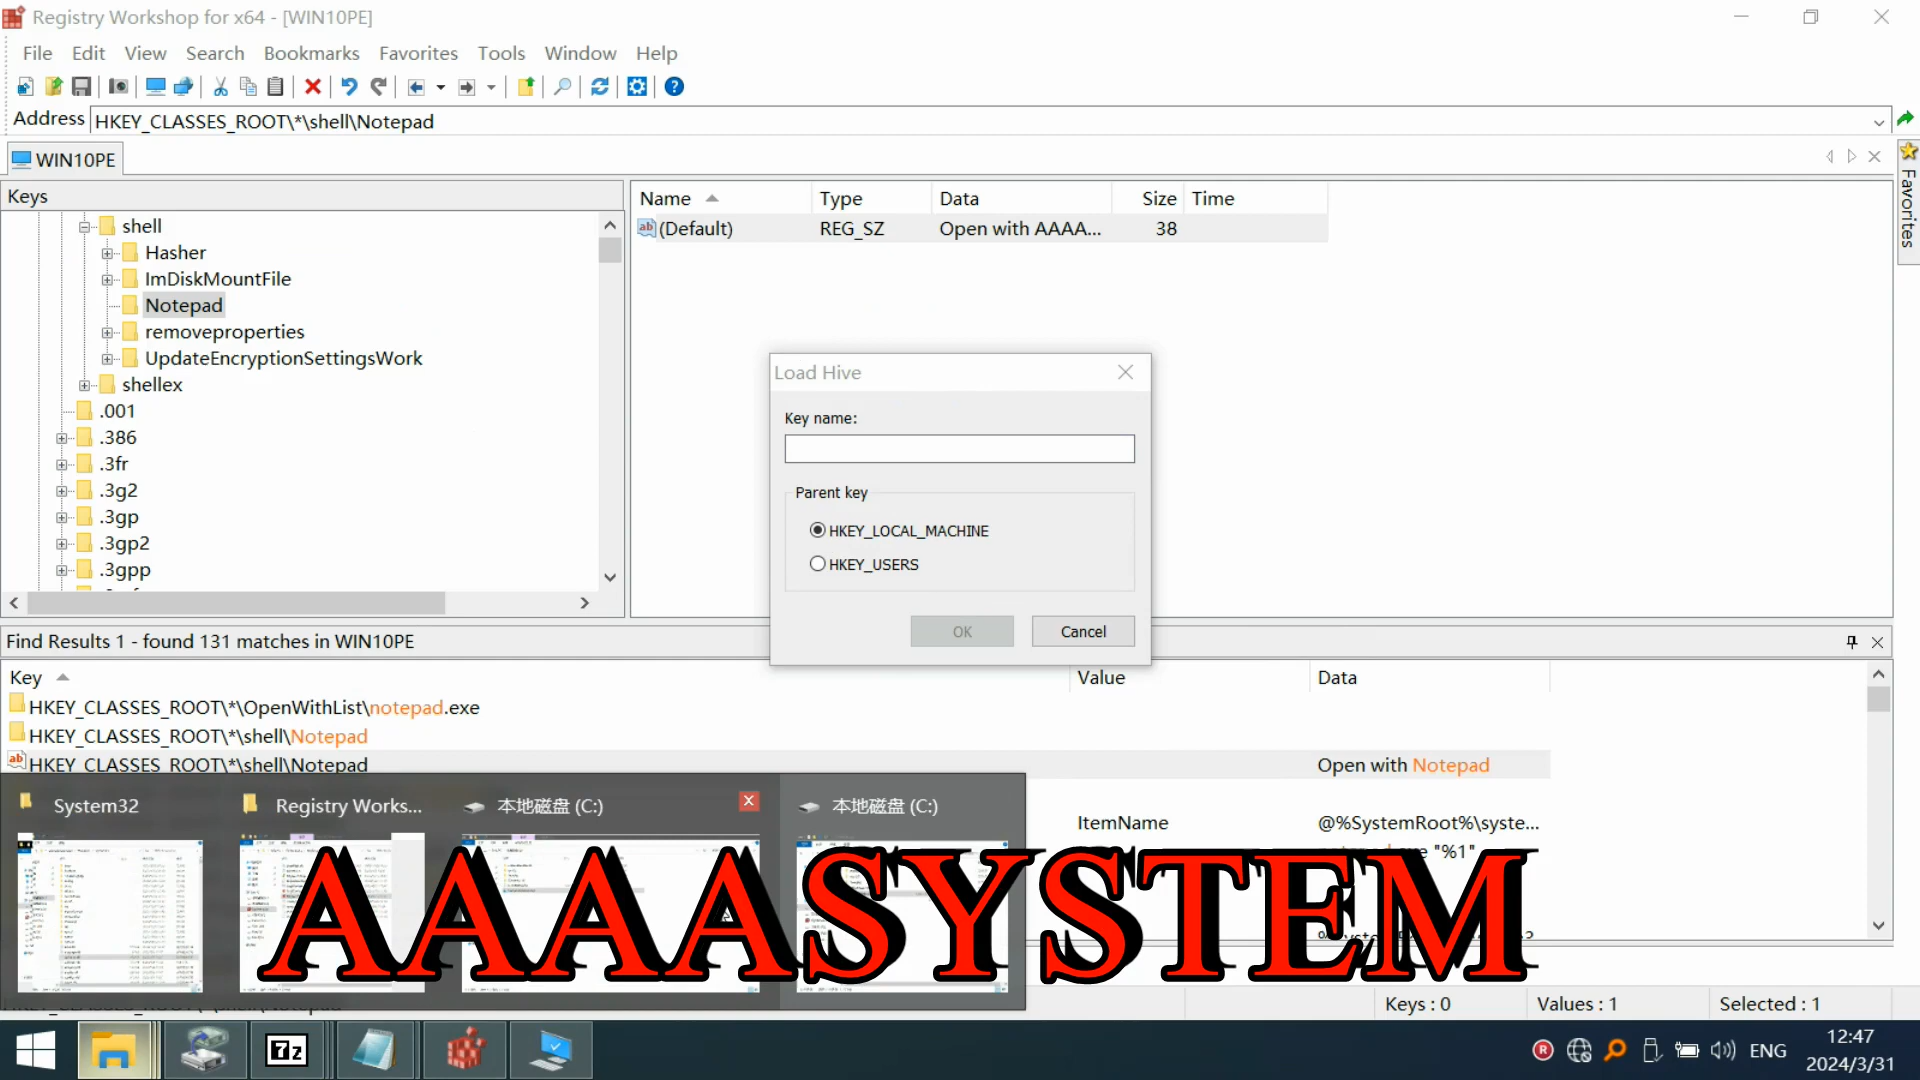 Registry Workshop for x64 - [WIN10PE]
File Edit View Search Bookmarks Favorites Tools Window Help
Address HKEY_CLASSES_ROOT\*\shell\Notepad
WIN10PE
Favorites
Keys
shell
Hasher
ImDiskMountFile
Notepad
removeproperties
UpdateEncryptionSettingsWork
shellex
.001
.386
.3fr
.3g2
.3gp
.3gp2
.3gpp
Name Type Data Size Time
(Default) REG_SZ Open with AAAA... 38
Load Hive
Key name:
Parent key
HKEY_LOCAL_MACHINE
HKEY_USERS
OK Cancel
Find Results 1 - found 131 matches in WIN10PE
Key Value Data
HKEY_CLASSES_ROOT\*\OpenWithList\notepad.exe
HKEY_CLASSES_ROOT\*\shell\Notepad
HKEY_CLASSES_ROOT\*\shell\Notepad Open with Notepad
ItemName @%SystemRoot%\syste...
"%1"
System32 Registry Works... 本地磁盘 (C:) 本地磁盘 (C:)
AAAASYSTEM
Keys : 0 Values : 1 Selected : 1
7z
R
ENG
12:47
2024/3/31